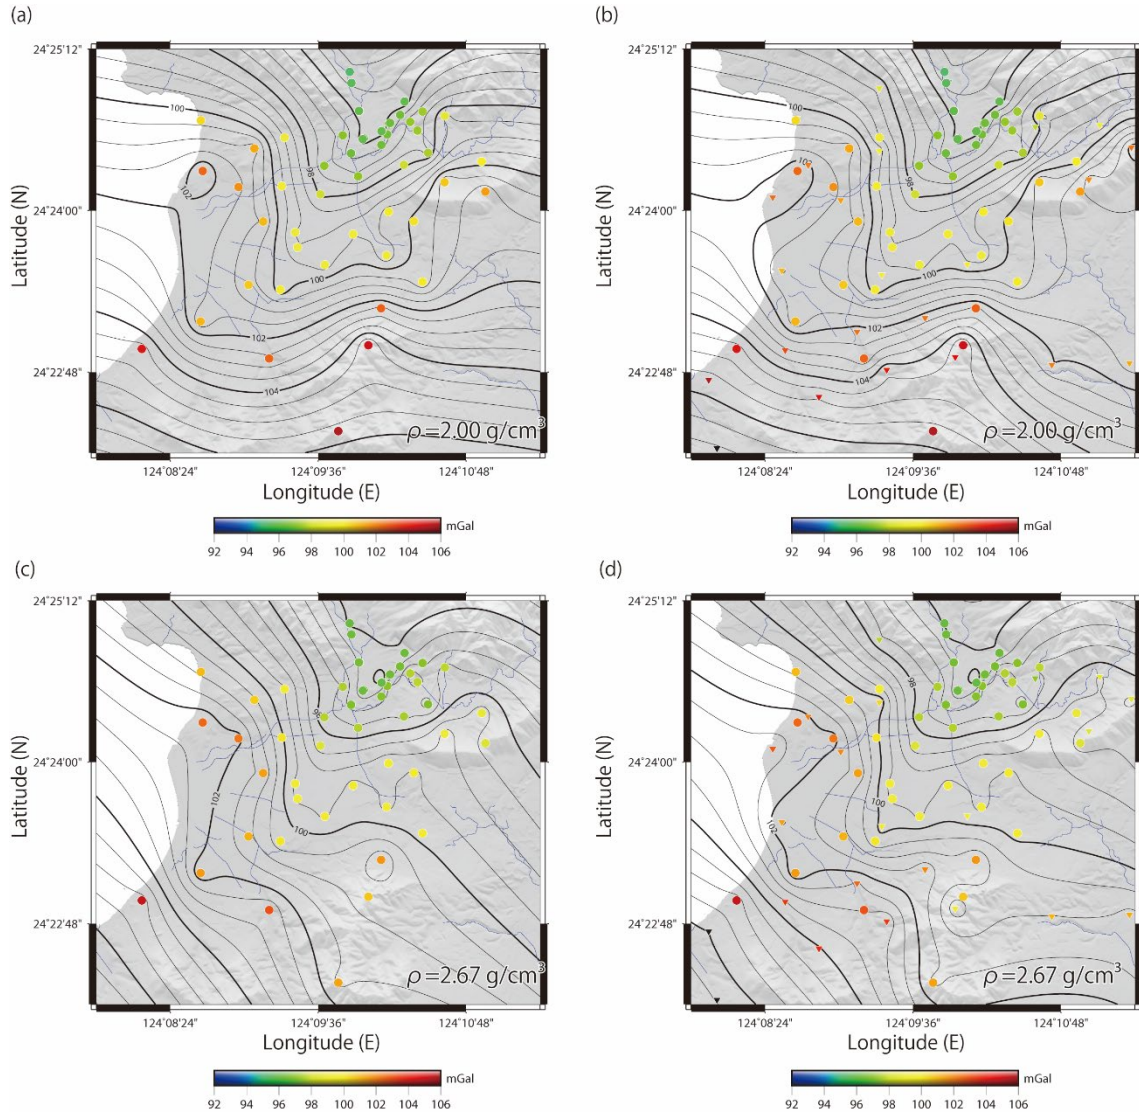 (a)
(b)
24°25'12"
24°24'00"
24°22'48"
Latitude (N)
100
98
102
100
102
104
ρ=2.00 g/cm³
124°08'24"
124°09'36"
124°10'48"
Longitude (E)
mGal
92 94 96 98 100 102 104 106
24°25'12"
24°24'00"
24°22'48"
Latitude (N)
100
102
98
100
102
104
ρ=2.00 g/cm³
124°08'24"
124°09'36"
124°10'48"
Longitude (E)
mGal
92 94 96 98 100 102 104 106
(c)
(d)
24°25'12"
24°24'00"
24°22'48"
Latitude (N)
98
102
100
ρ=2.67 g/cm³
124°08'24"
124°09'36"
124°10'48"
Longitude (E)
mGal
92 94 96 98 100 102 104 106
24°25'12"
24°24'00"
24°22'48"
Latitude (N)
98
100
102
ρ=2.67 g/cm³
124°08'24"
124°09'36"
124°10'48"
Longitude (E)
mGal
92 94 96 98 100 102 104 106